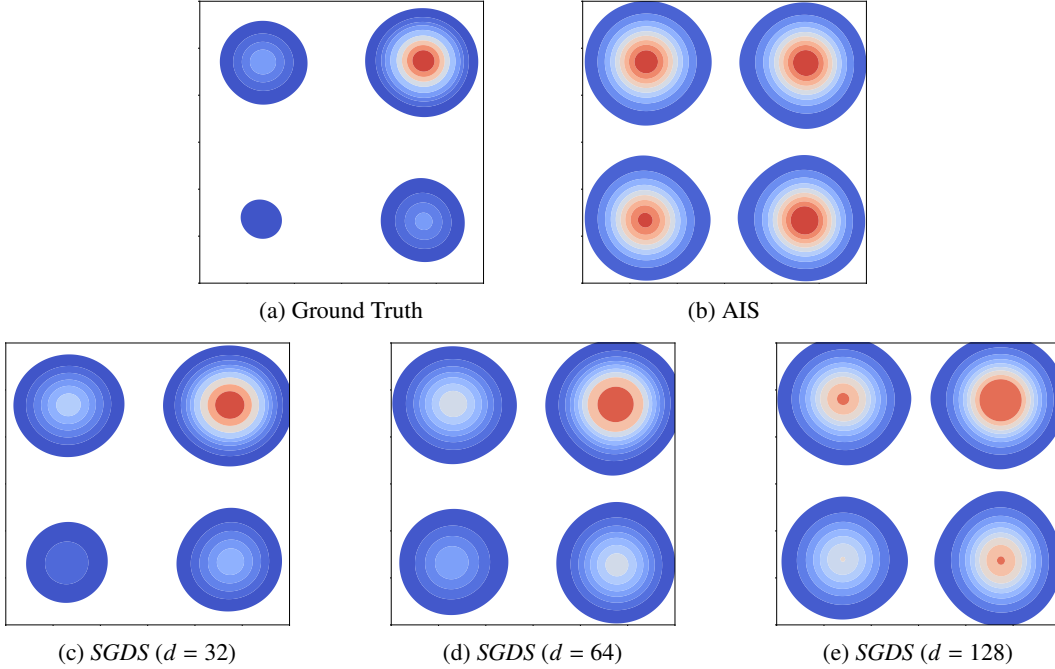 (a) Ground Truth
(b) AIS
(c) SGDS (d = 32)
(d) SGDS (d = 64)
(e) SGDS (d = 128)